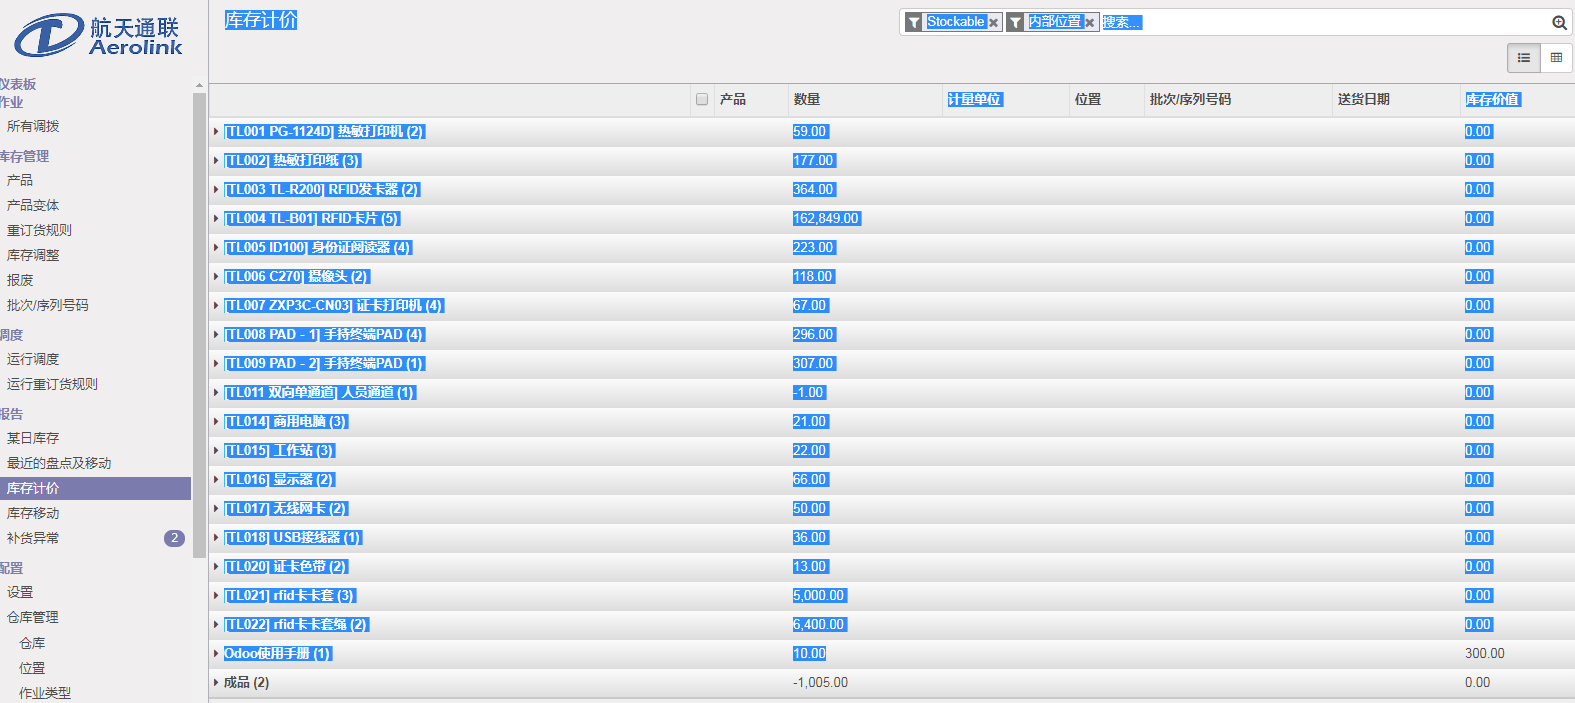 航天通联
Aerolink
仪表板
作业
所有调拨
库存管理
产品
产品变体
重订货规则
库存调整
报废
批次/序列号码
调度
运行调度
运行重订货规则
报告
某日库存
最近的盘点及移动
库存计价
库存移动
补货异常 2
配置
设置
仓库管理
仓库
位置
作业类型
库存计价
Stockable × 内部位置 × 搜索...
产品 数量 计量单位 位置 批次/序列号码 送货日期 库存价值
[TL001 PG-1124D] 热敏打印机 (2) 59.00 0.00
[TL002] 热敏打印纸 (3) 177.00 0.00
[TL003 TL-R200] RFID发卡器 (2) 364.00 0.00
[TL004 TL-B01] RFID卡片 (5) 162,849.00 0.00
[TL005 ID100] 身份证阅读器 (4) 223.00 0.00
[TL006 C270] 摄像头 (2) 118.00 0.00
[TL007 ZXP3C-CN03] 证卡打印机 (4) 67.00 0.00
[TL008 PAD - 1] 手持终端PAD (4) 296.00 0.00
[TL009 PAD - 2] 手持终端PAD (1) 307.00 0.00
[TL011 双向单通道] 人员通道 (1) -1.00 0.00
[TL014] 商用电脑 (3) 21.00 0.00
[TL015] 工作站 (3) 22.00 0.00
[TL016] 显示器 (2) 66.00 0.00
[TL017] 无线网卡 (2) 50.00 0.00
[TL018] USB接线器 (1) 36.00 0.00
[TL020] 证卡色带 (2) 13.00 0.00
[TL021] rfid卡卡套 (3) 5,000.00 0.00
[TL022] rfid卡卡套绳 (2) 6,400.00 0.00
Odoo使用手册 (1) 10.00 300.00
成品 (2) -1,005.00 0.00